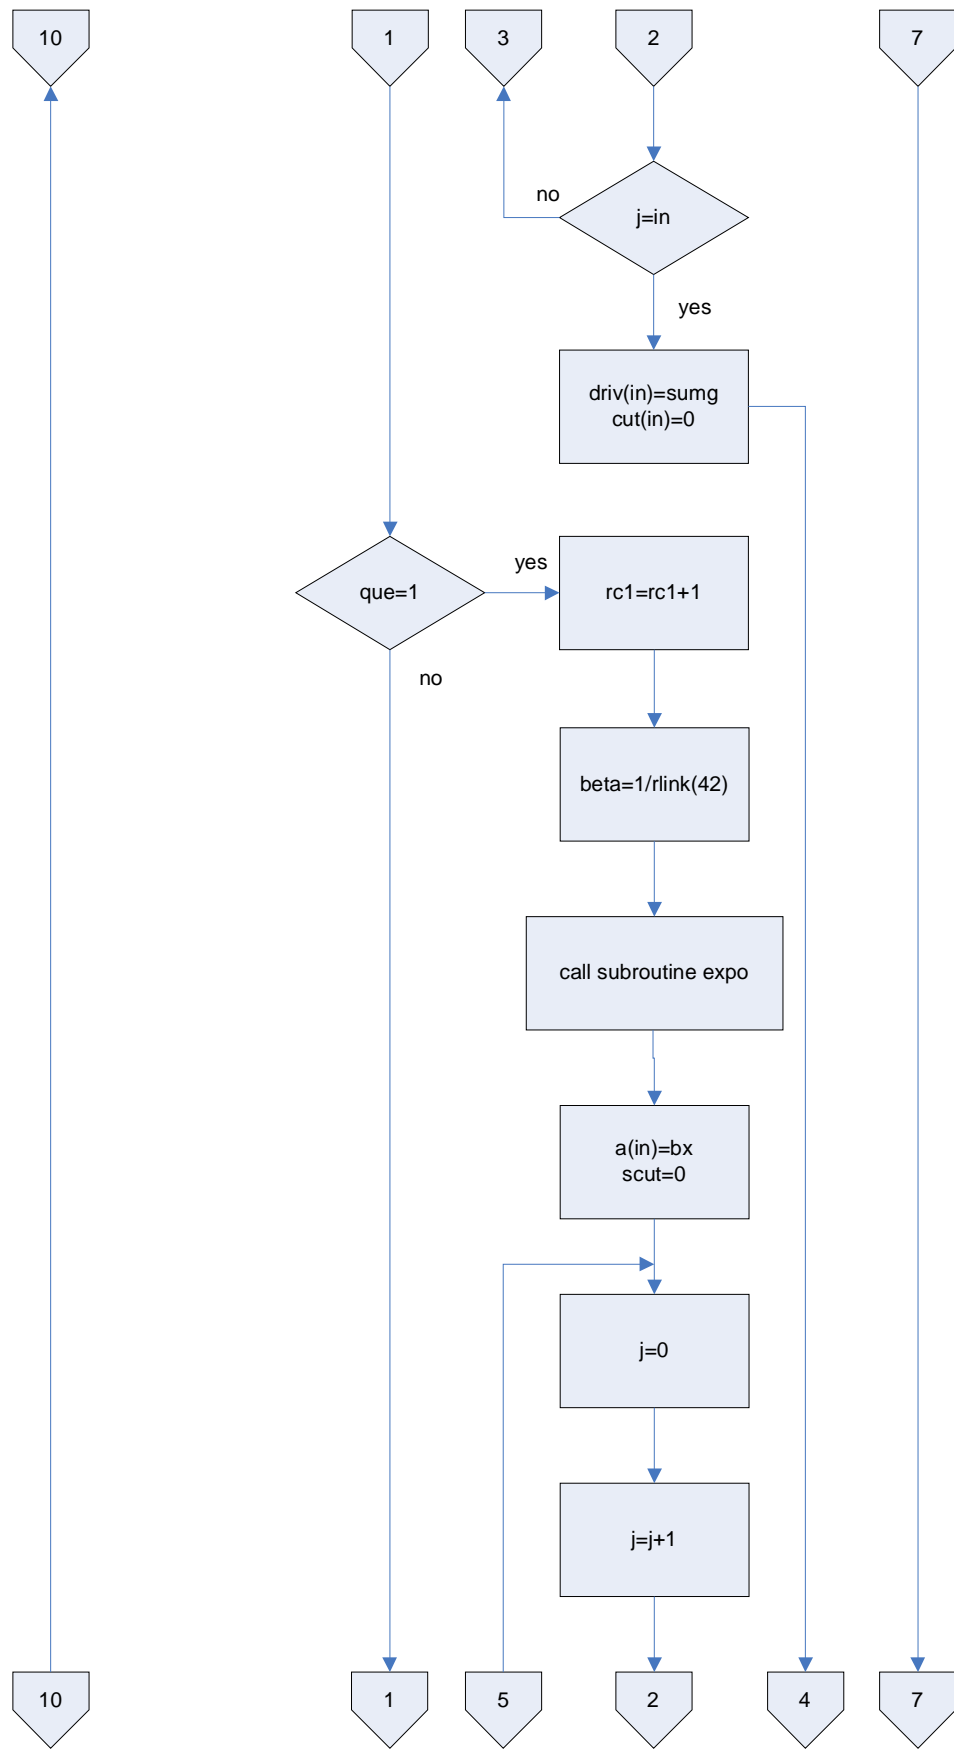 10
1
3
2
7
no
j=in
yes
driv(in)=sumg
cut(in)=0
yes
que=1
rc1=rc1+1
no
beta=1/rlink(42)
call subroutine expo
a(in)=bx
scut=0
j=0
j=j+1
10
1
5
2
4
7